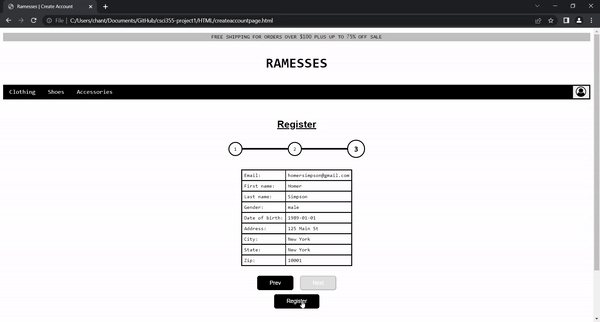 Ramesses | Create Account
File | C:/Users/chant/Documents/GitHub/csci355-project1/HTML/createaccountpage.html
FREE SHIPPING FOR ORDERS OVER $100 PLUS UP TO 75% OFF SALE
RAMESSES
Clothing Shoes Accessories
Register
1 2 3
Email: homersimpson@gmail.com
First name: Homer
Last name: Simpson
Gender: male
Date of birth: 1989-01-01
Address: 125 Main St
City: New York
State: New York
Zip: 10001
Prev Next
Register